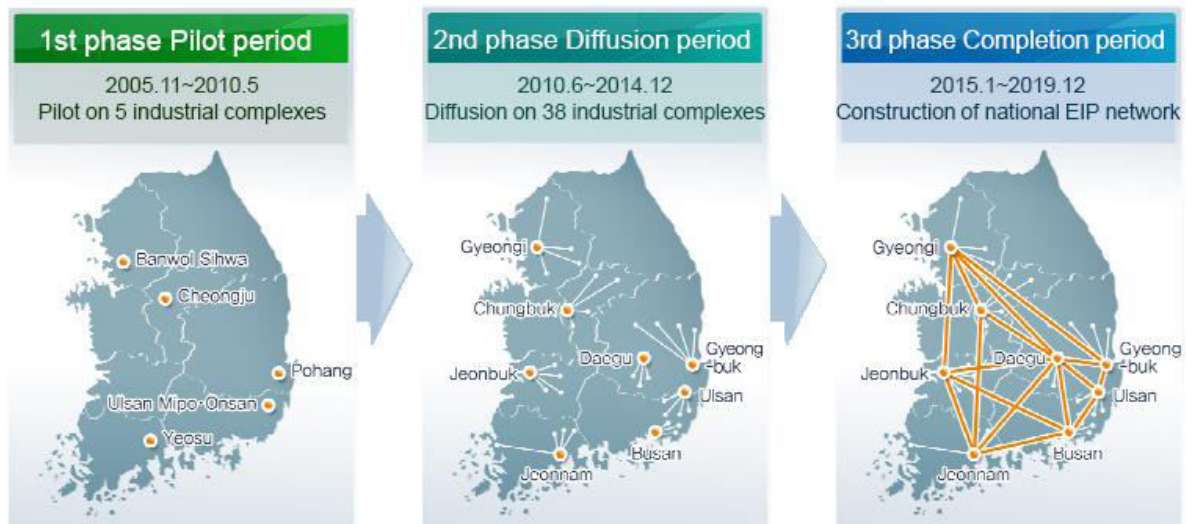 1st phase Pilot period
2005.11~2010.5
Pilot on 5 industrial complexes
Banwol Sihwa
Cheongju
Pohang
Ulsan Mipo·Onsan
Yeosu
2nd phase Diffusion period
2010.6~2014.12
Diffusion on 38 industrial complexes
Gyeongi
Chungbuk
Daegu
Gyeong
-buk
Jeonbuk
Ulsan
Busan
Jeonnam
3rd phase Completion period
2015.1~2019.12
Construction of national EIP network
Gyeongi
Chungbuk
Daegu
Gyeong
-buk
Jeonbuk
Ulsan
Busan
Jeonnam